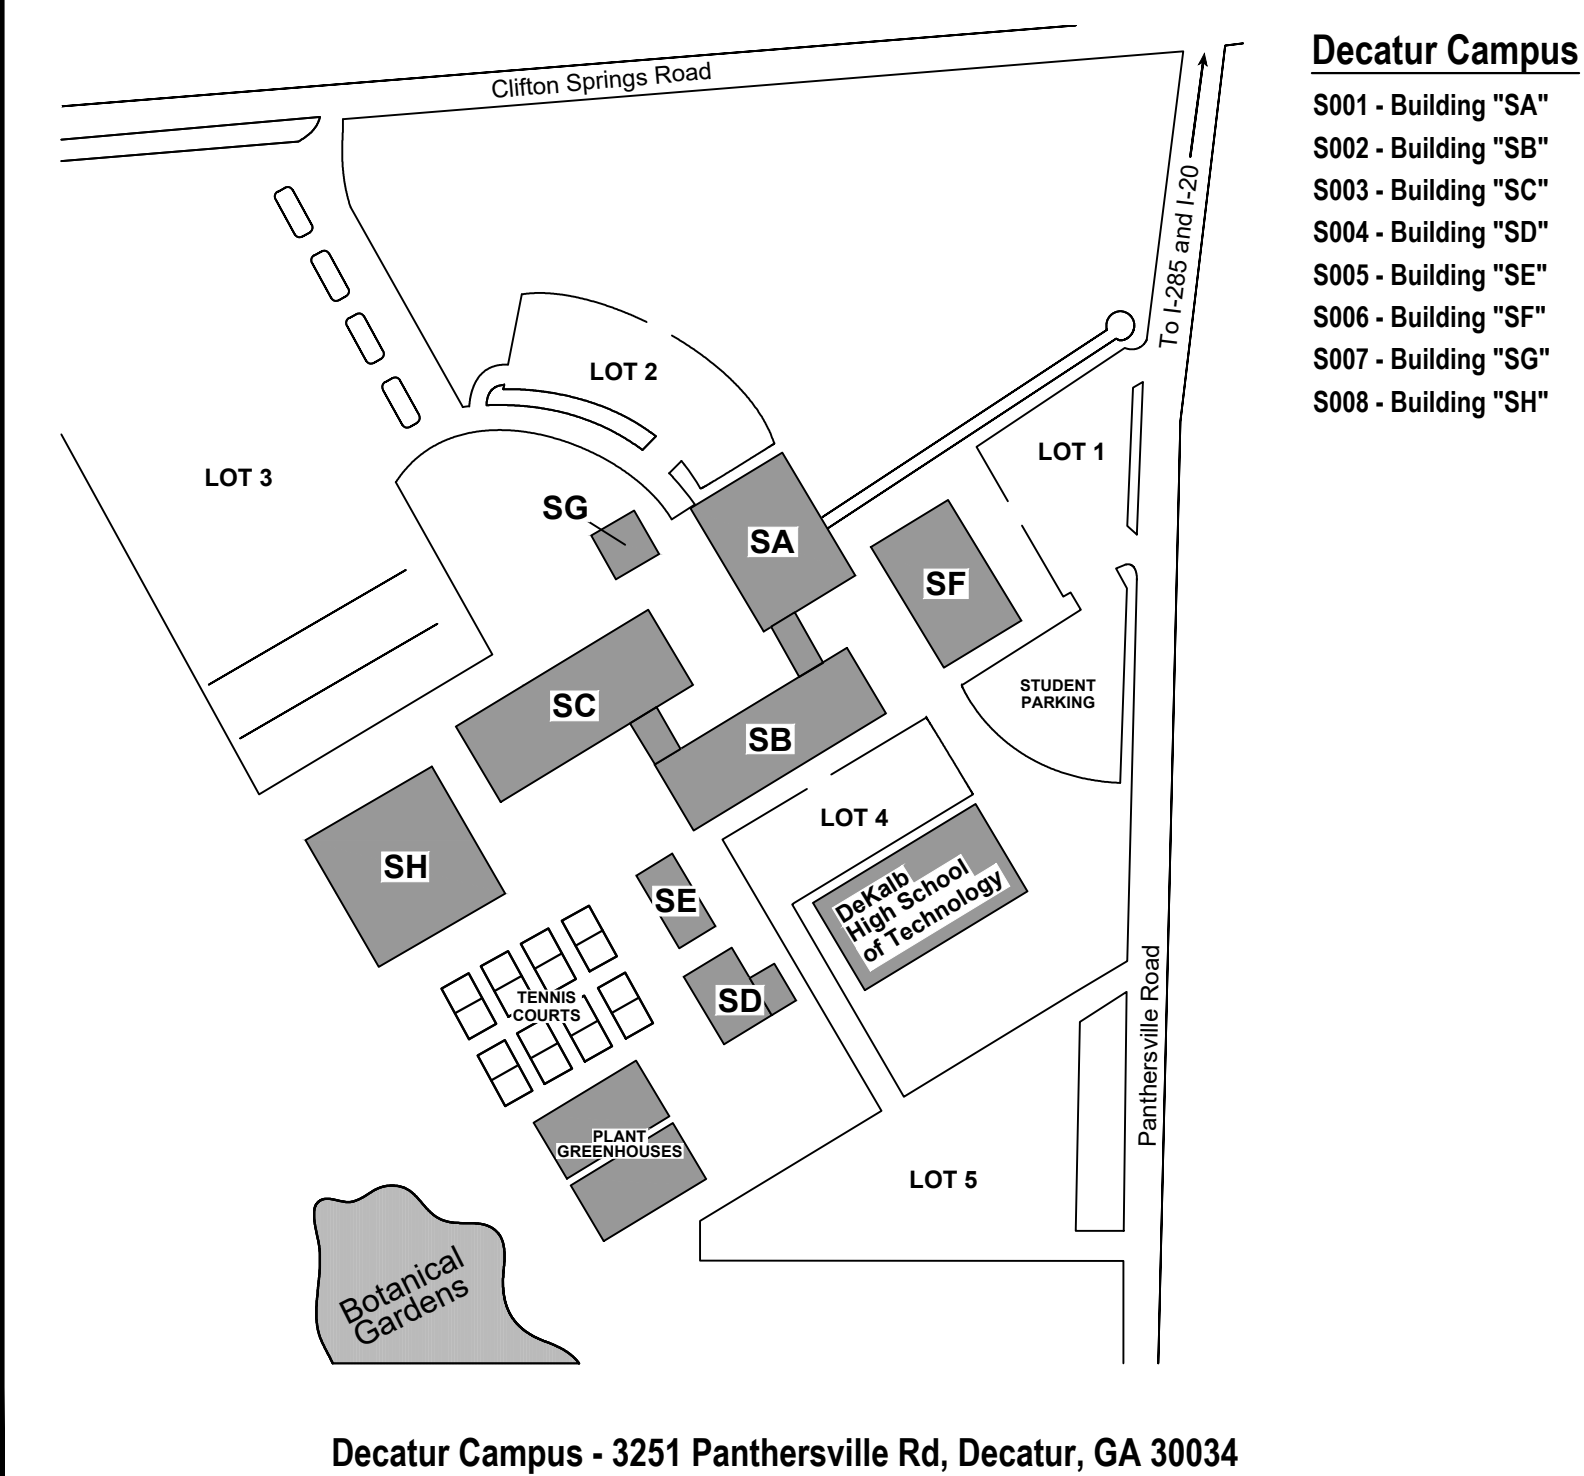 Decatur Campus
S001 - Building "SA"
S002 - Building "SB"
S003 - Building "SC"
S004 - Building "SD"
S005 - Building "SE"
S006 - Building "SF"
S007 - Building "SG"
S008 - Building "SH"
Clifton Springs Road
To I-285 and I-20
LOT 2
LOT 1
LOT 3
SG
SA
SF
STUDENT
PARKING
SC
SB
LOT 4
SH
SE
DeKalb
High School
of Technology
TENNIS
COURTS
SD
Panthersville Road
PLANT
GREENHOUSES
LOT 5
Botanical
Gardens
Decatur Campus - 3251 Panthersville Rd, Decatur, GA 30034